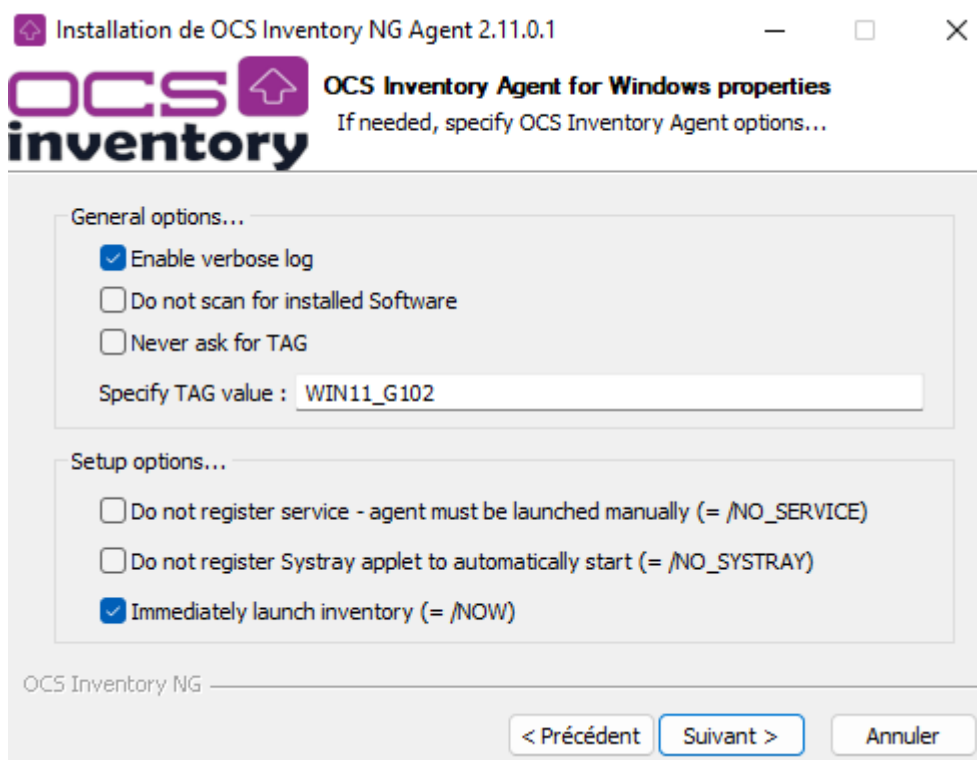 Installation de OCS Inventory NG Agent 2.11.0.1
OCS
inventory
OCS Inventory Agent for Windows properties
If needed, specify OCS Inventory Agent options...
General options...
Enable verbose log
Do not scan for installed Software
Never ask for TAG
Specify TAG value : WIN11_G102
Setup options...
Do not register service - agent must be launched manually (= /NO_SERVICE)
Do not register Systray applet to automatically start (= /NO_SYSTRAY)
Immediately launch inventory (= /NOW)
OCS Inventory NG
< Précédent Suivant > Annuler